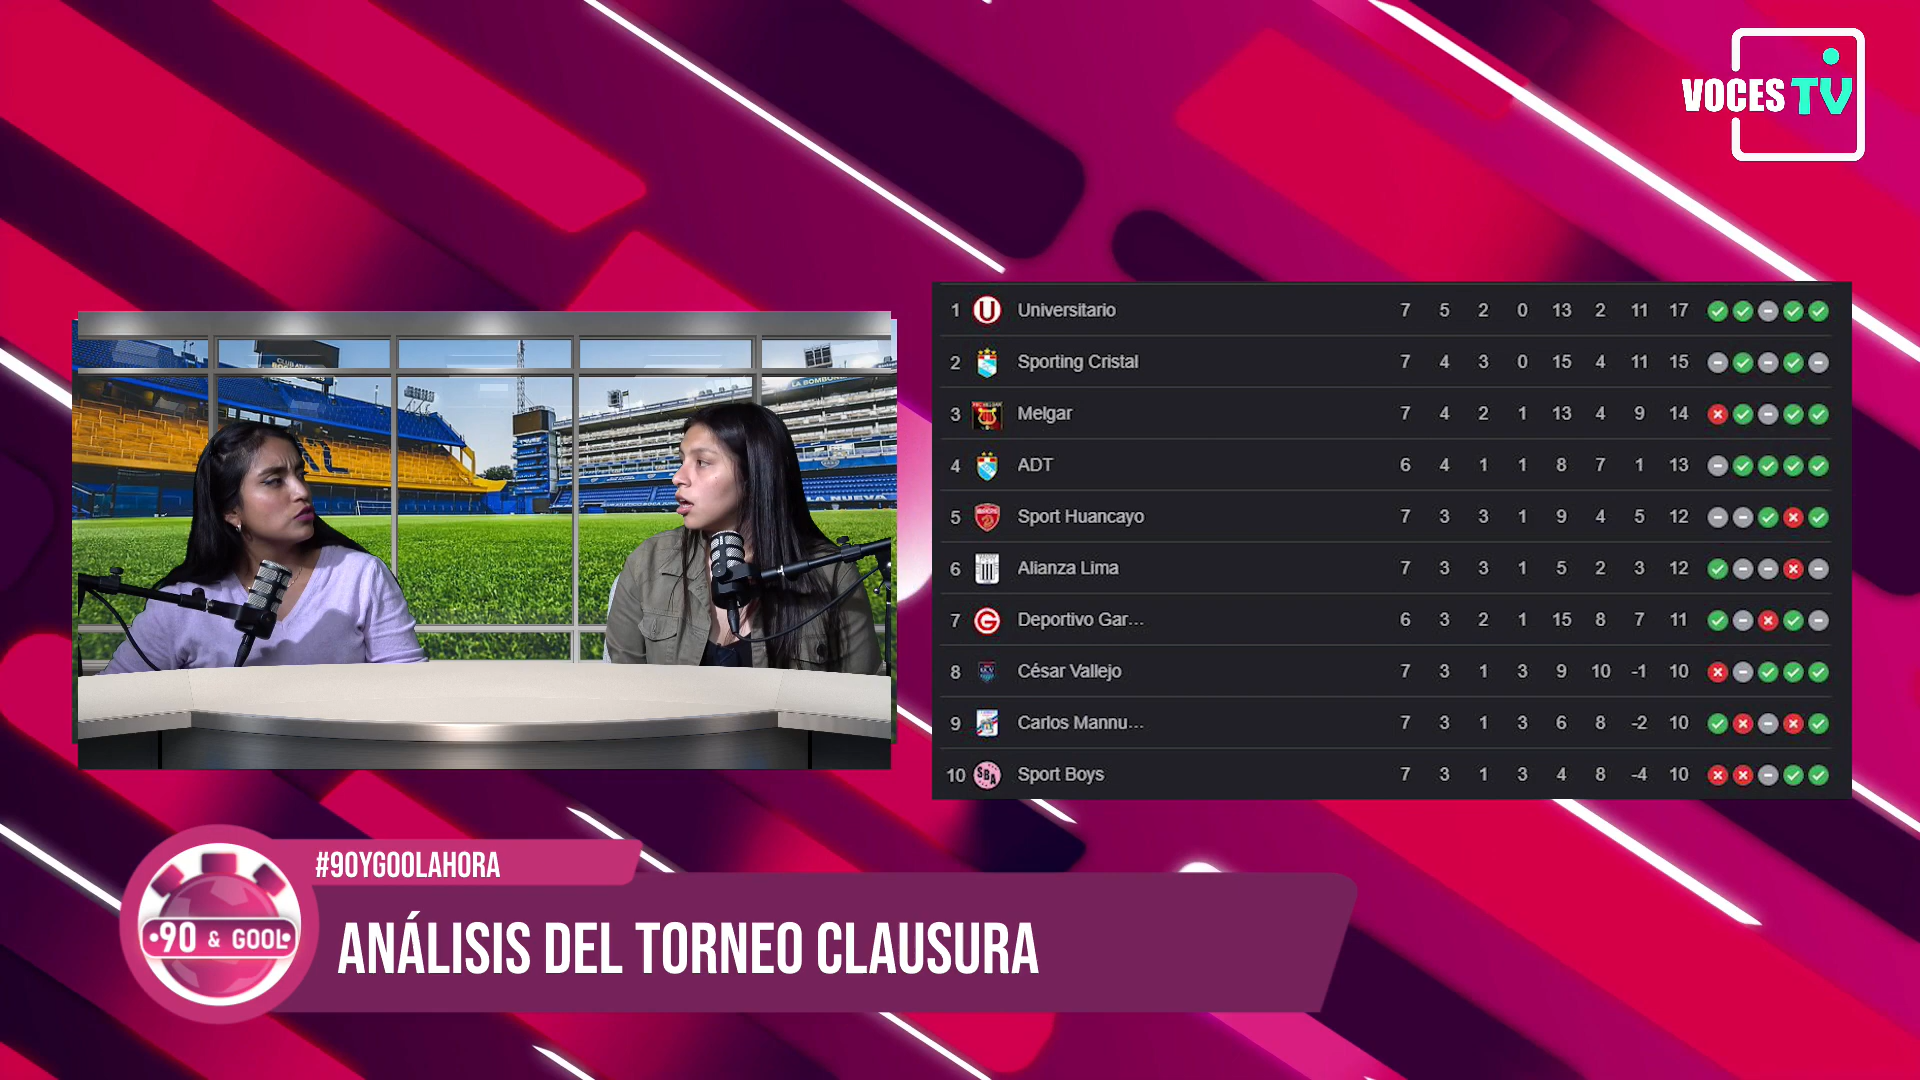 VOCES TV
1 Universitario 7 5 2 0 13 2 11 17
2 Sporting Cristal 7 4 3 0 15 4 11 15
3 Melgar 7 4 2 1 13 4 9 14
4 ADT 6 4 1 1 8 7 1 13
5 Sport Huancayo 7 3 3 1 9 4 5 12
6 Alianza Lima 7 3 3 1 5 2 3 12
7 Deportivo Gar... 6 3 2 1 15 8 7 11
8 César Vallejo 7 3 1 3 9 10 -1 10
9 Carlos Mannu... 7 3 1 3 6 8 -2 10
10 SBA Sport Boys 7 3 1 3 4 8 -4 10
LA NUEVA
#90YGOOLAHORA
90 & GOOL
ANÁLISIS DEL TORNEO CLAUSURA